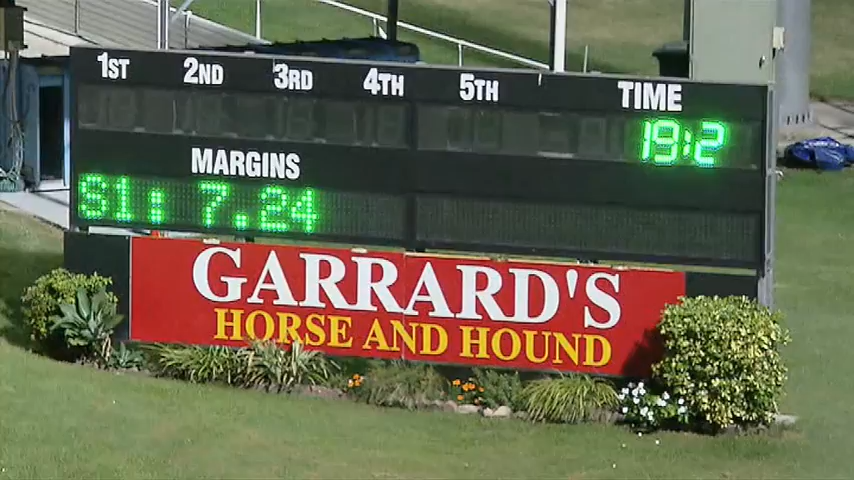 1ST 2ND 3RD 4TH 5TH TIME
19:2
MARGINS
S1: 7.24
GARRARD'S
HORSE AND HOUND